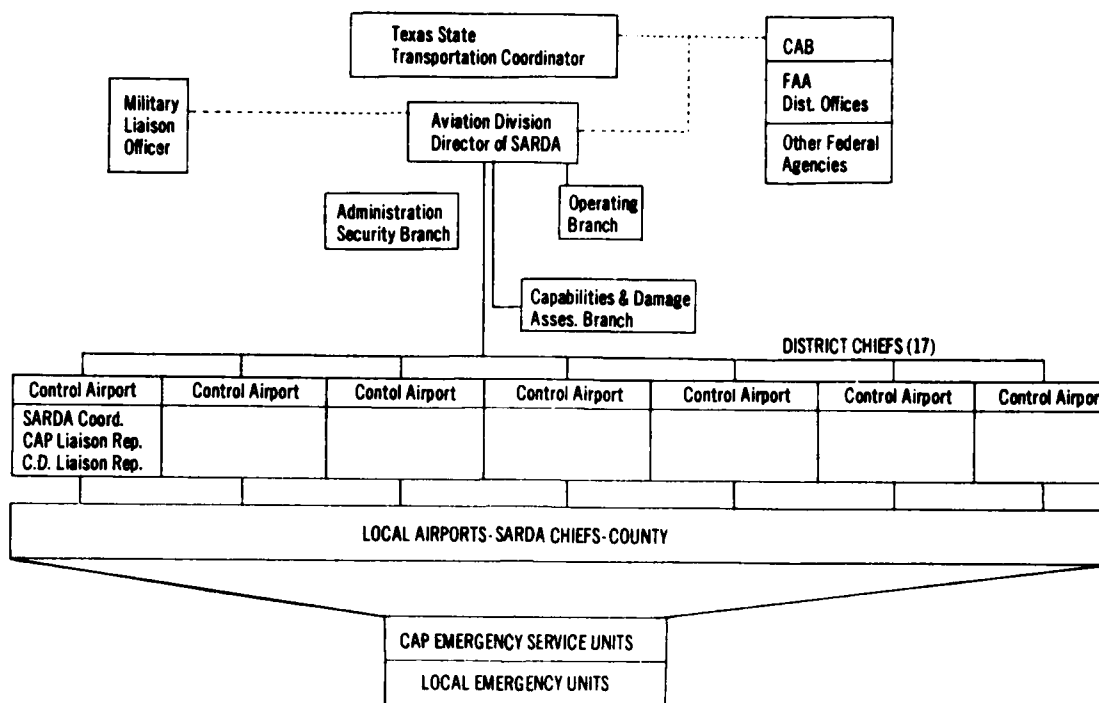 Texas State
Transportation Coordinator
CAB
FAA
Dist. Offices
Other Federal
Agencies
Military
Liaison
Officer
Aviation Division
Director of SARDA
Administration
Security Branch
Operating
Branch
Capabilities & Damage
Asses. Branch
DISTRICT CHIEFS (17)
Control Airport
Control Airport
Contol Airport
Control Airport
Control Airport
Control Airport
Control Airpor
SARDA Coord.
CAP Liaison Rep.
C.D. Liaison Rep.
LOCAL AIRPORTS - SARDA CHIEFS - COUNTY
CAP EMERGENCY SERVICE UNITS
LOCAL EMERGENCY UNITS